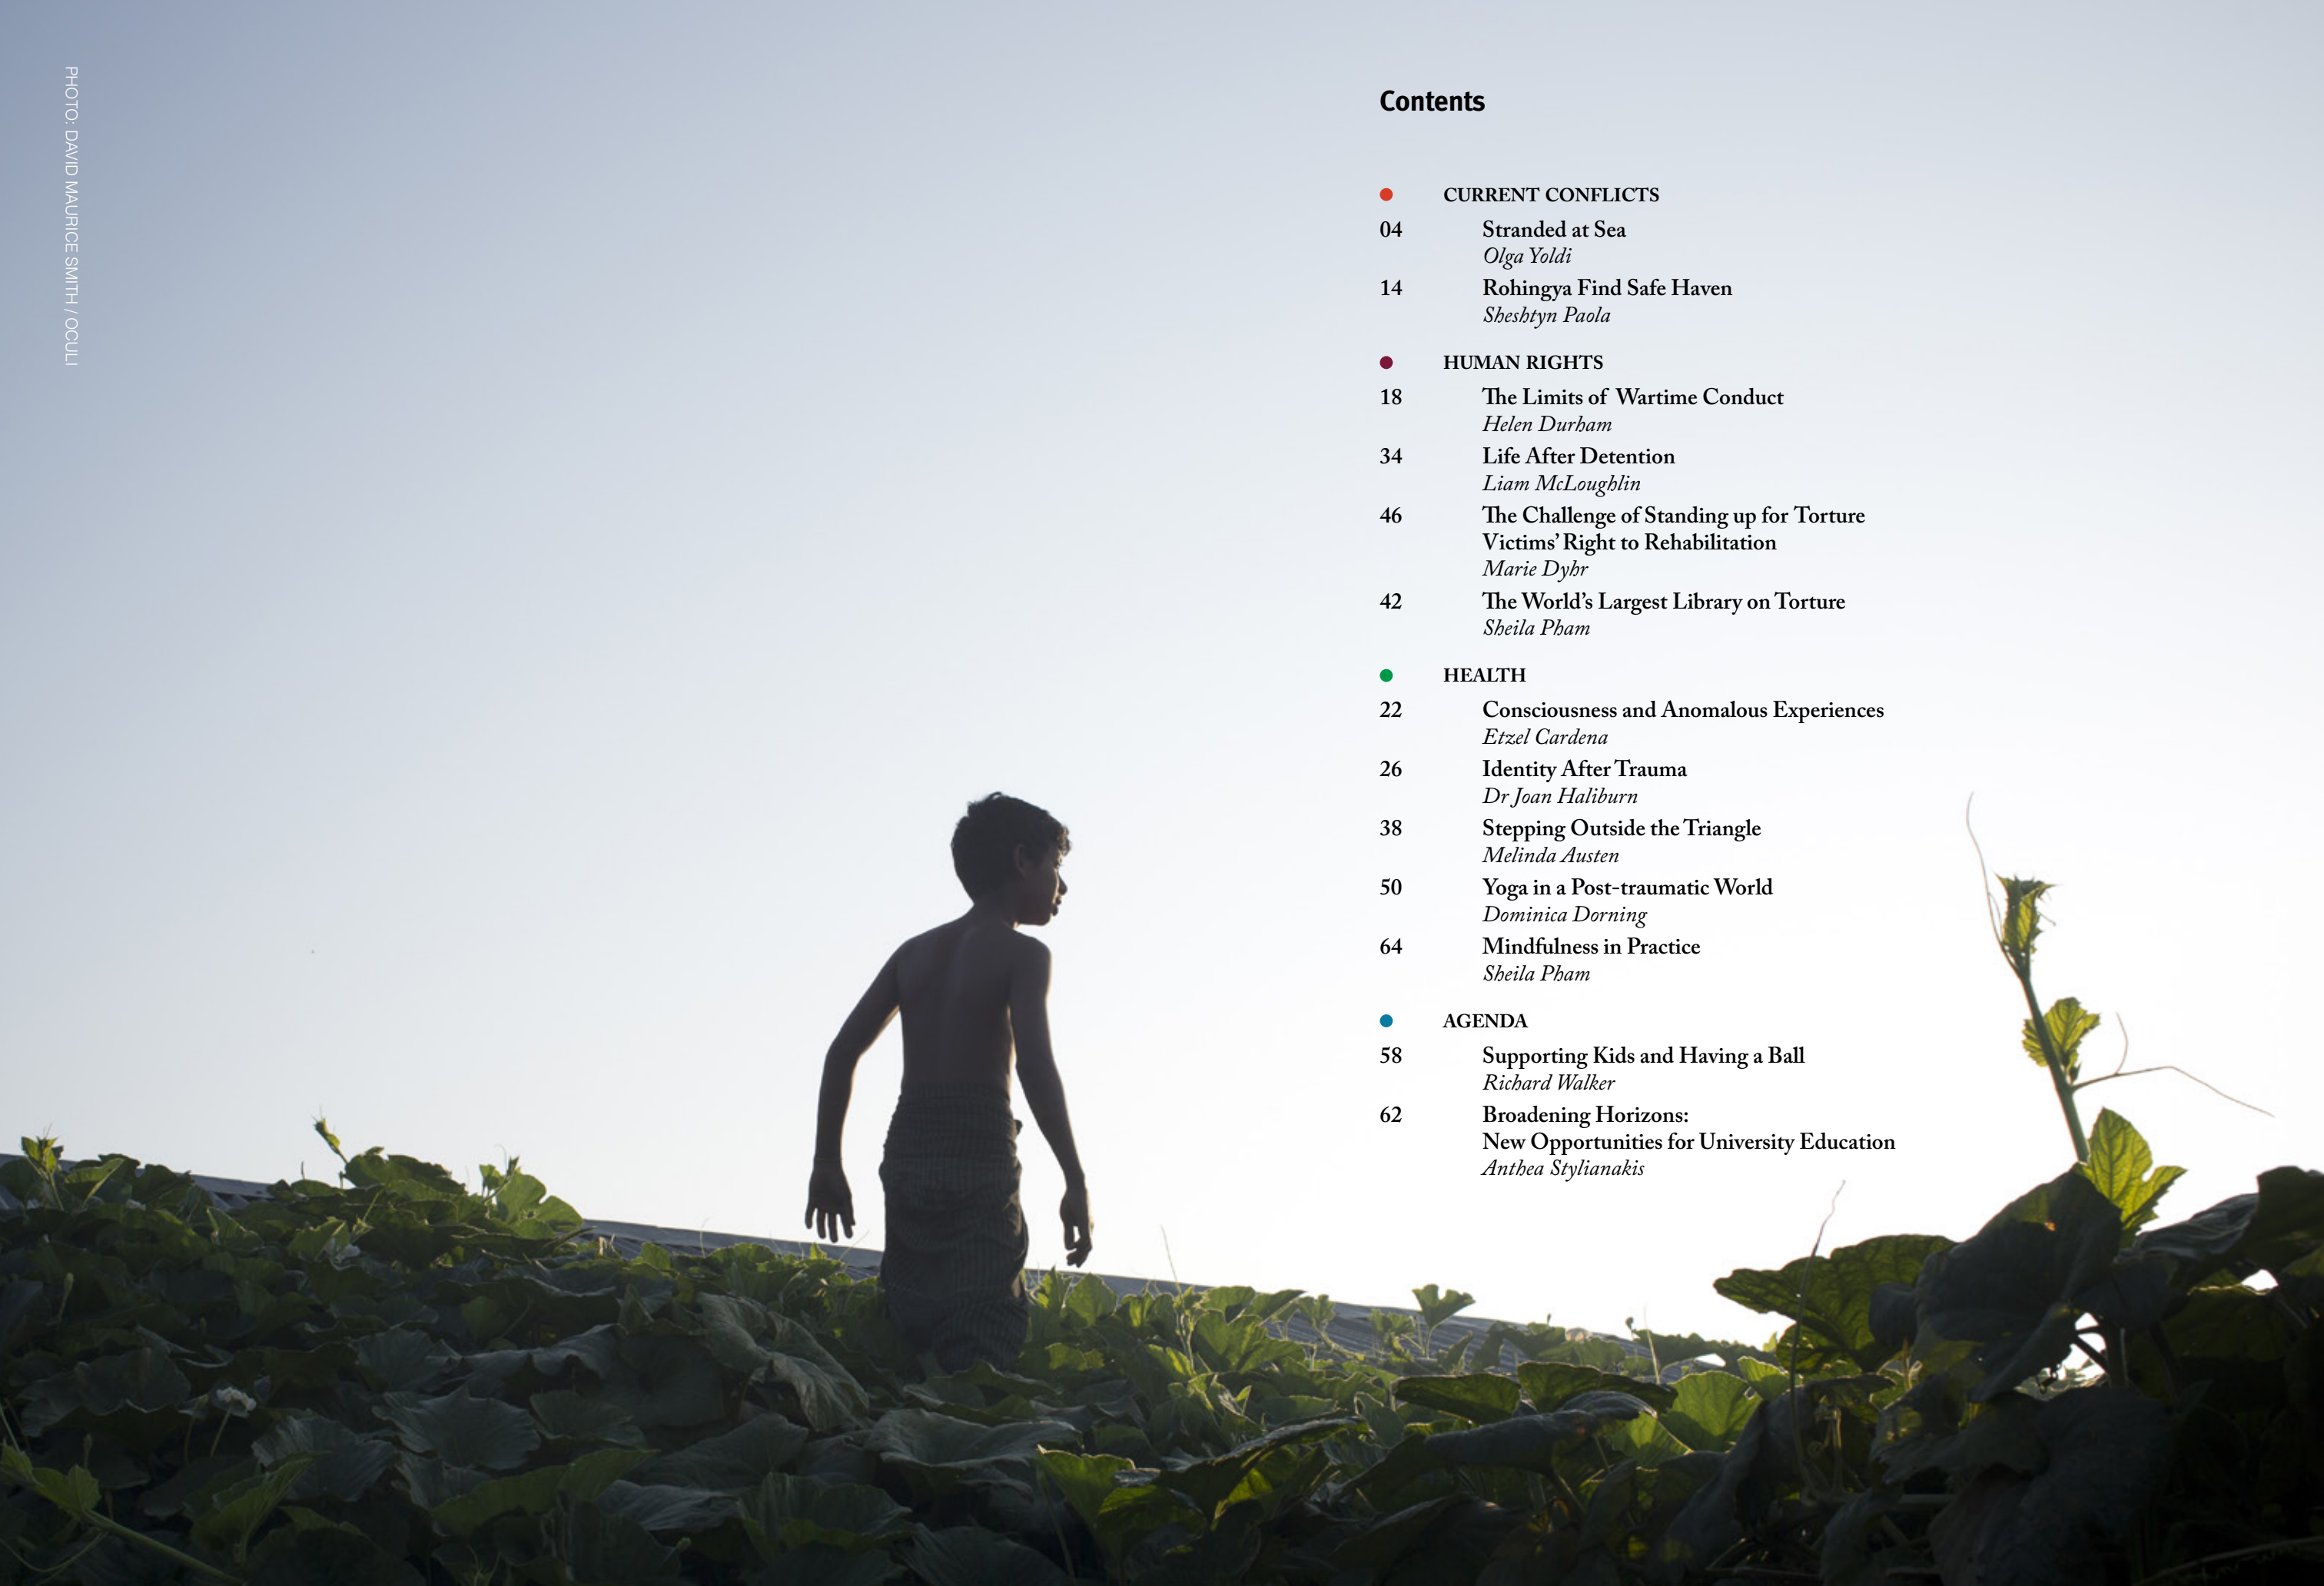 PHOTO: DAVID MAURICE SMITH / OCULI
Contents
CURRENT CONFLICTS
04 Stranded at Sea
Olga Yoldi
14 Rohingya Find Safe Haven
Sheshtyn Paola
HUMAN RIGHTS
18 The Limits of Wartime Conduct
Helen Durham
34 Life After Detention
Liam McLoughlin
46 The Challenge of Standing up for Torture
Victims' Right to Rehabilitation
Marie Dyhr
42 The World's Largest Library on Torture
Sheila Pham
HEALTH
22 Consciousness and Anomalous Experiences
Etzel Cardena
26 Identity After Trauma
Dr Joan Haliburn
38 Stepping Outside the Triangle
Melinda Austen
50 Yoga in a Post-traumatic World
Dominica Dorning
64 Mindfulness in Practice
Sheila Pham
AGENDA
58 Supporting Kids and Having a Ball
Richard Walker
62 Broadening Horizons:
New Opportunities for University Education
Anthea Stylianakis